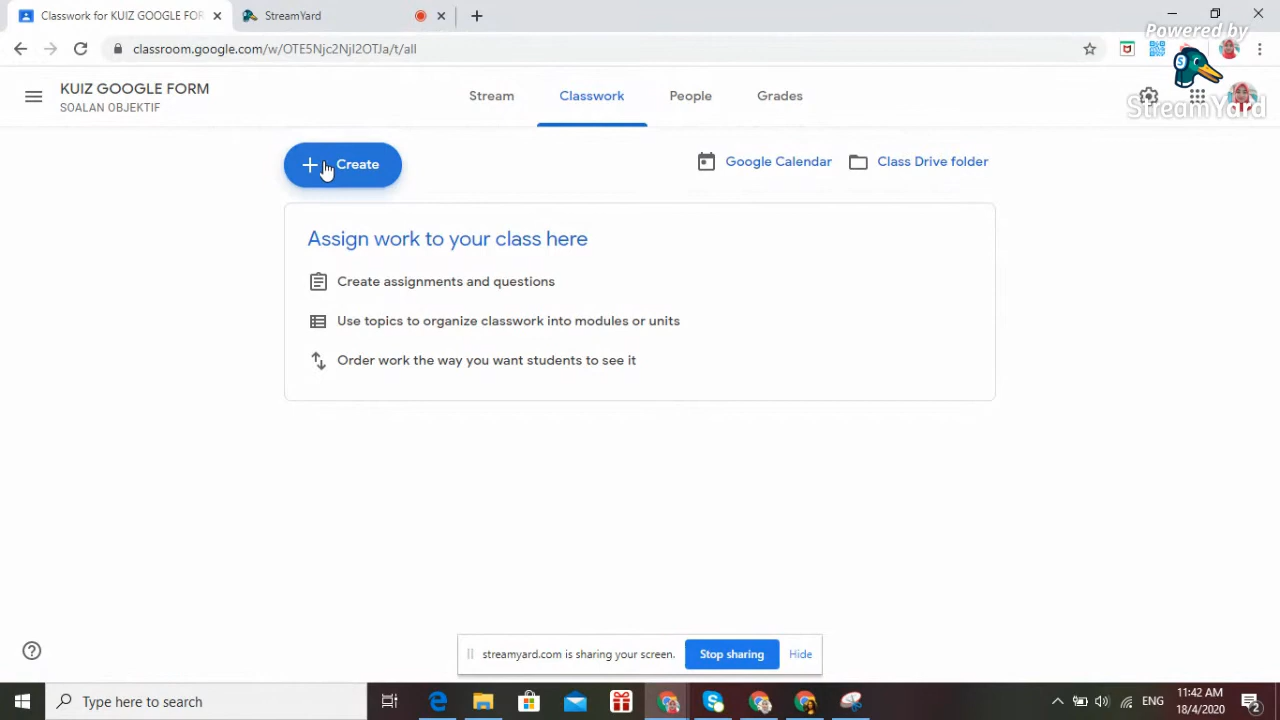 Classwork for KUIZ GOOGLE FOR
StreamYard
Powered by
classroom.google.com/w/OTE5Njc2NjI2OTJa/t/all
StreamYard
KUIZ GOOGLE FORM
SOALAN OBJEKTIF
Stream
Classwork
People
Grades
Create
Google Calendar
Class Drive folder
Assign work to your class here
Create assignments and questions
Use topics to organize classwork into modules or units
Order work the way you want students to see it
streamyard.com is sharing your screen.
Stop sharing
Hide
Type here to search
ENG
11:42 AM
18/4/2020
2